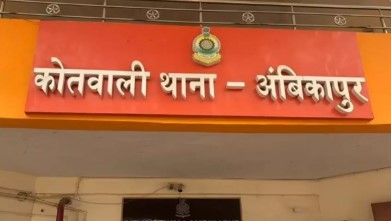 कोतवाली थाना – अंबिकापुर